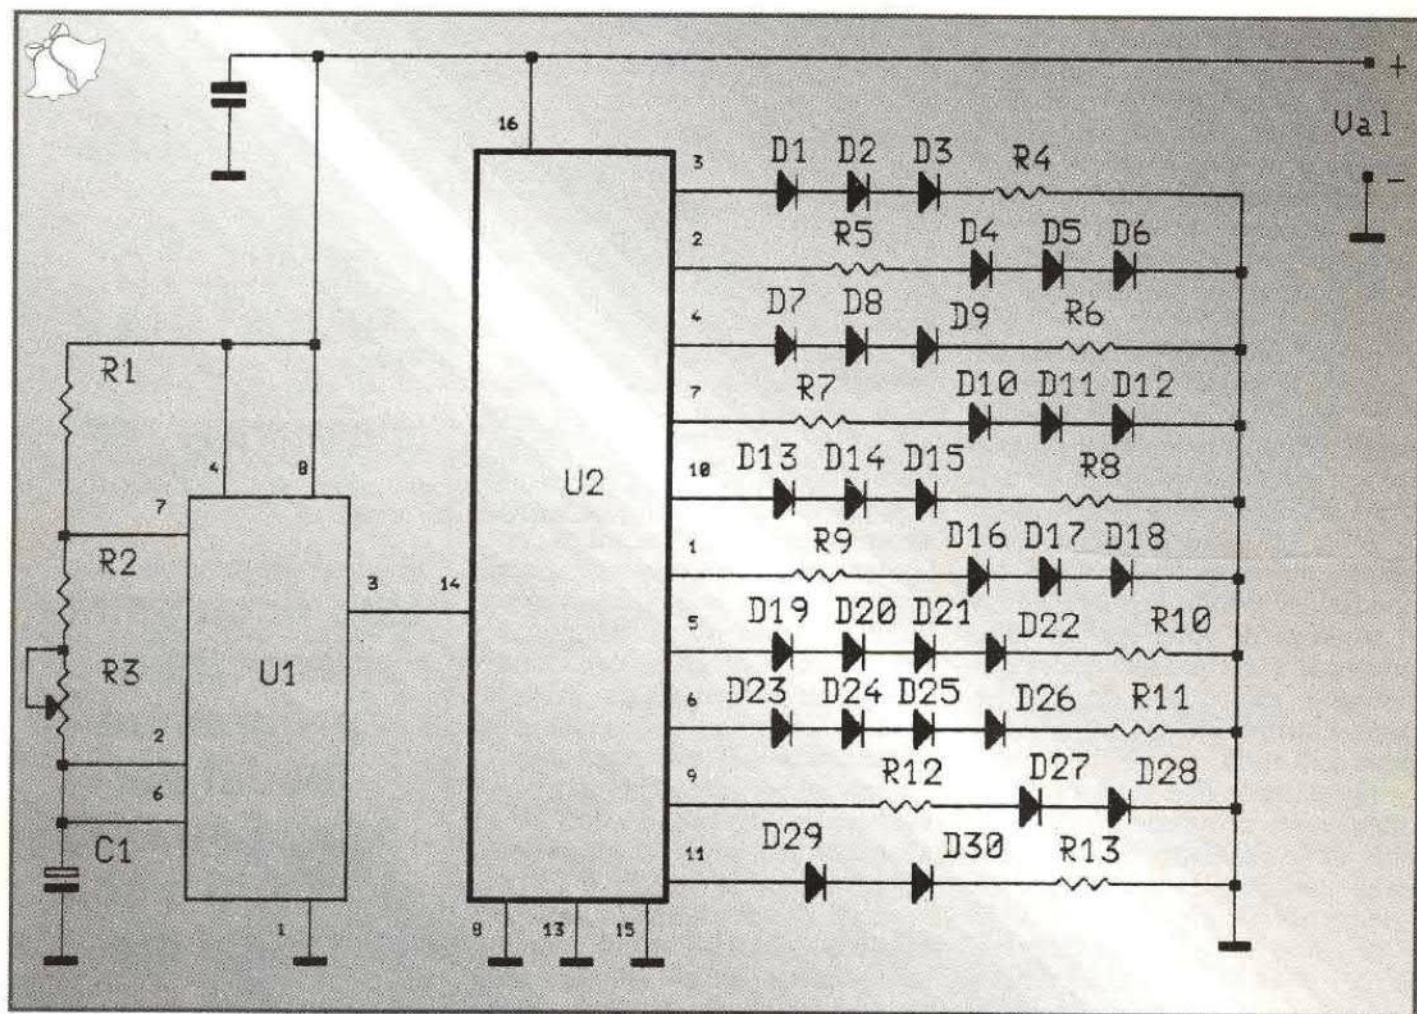 +
Val
-
16
3 D1 D2 D3 R4
2 R5 D4 D5 D6
4 D7 D8 D9 R6
7 R7 D10 D11 D12
10 D13 D14 D15 R8
1 R9 D16 D17 D18
5 D19 D20 D21 D22 R10
6 D23 D24 D25 D26 R11
9 R12 D27 D28
11 D29 D30 R13
U2
14
8 13 15
R1
4 8
7
R2
3
R3
U1
2
6
C1
1